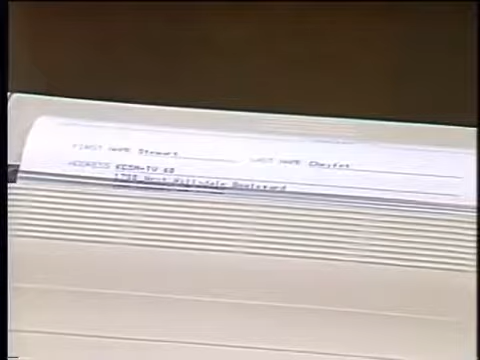 FIRST NAME Stewart LAST NAME Cheifet
ADDRESS KCSM-TV 60
1700 West Hillsdale Boulevard